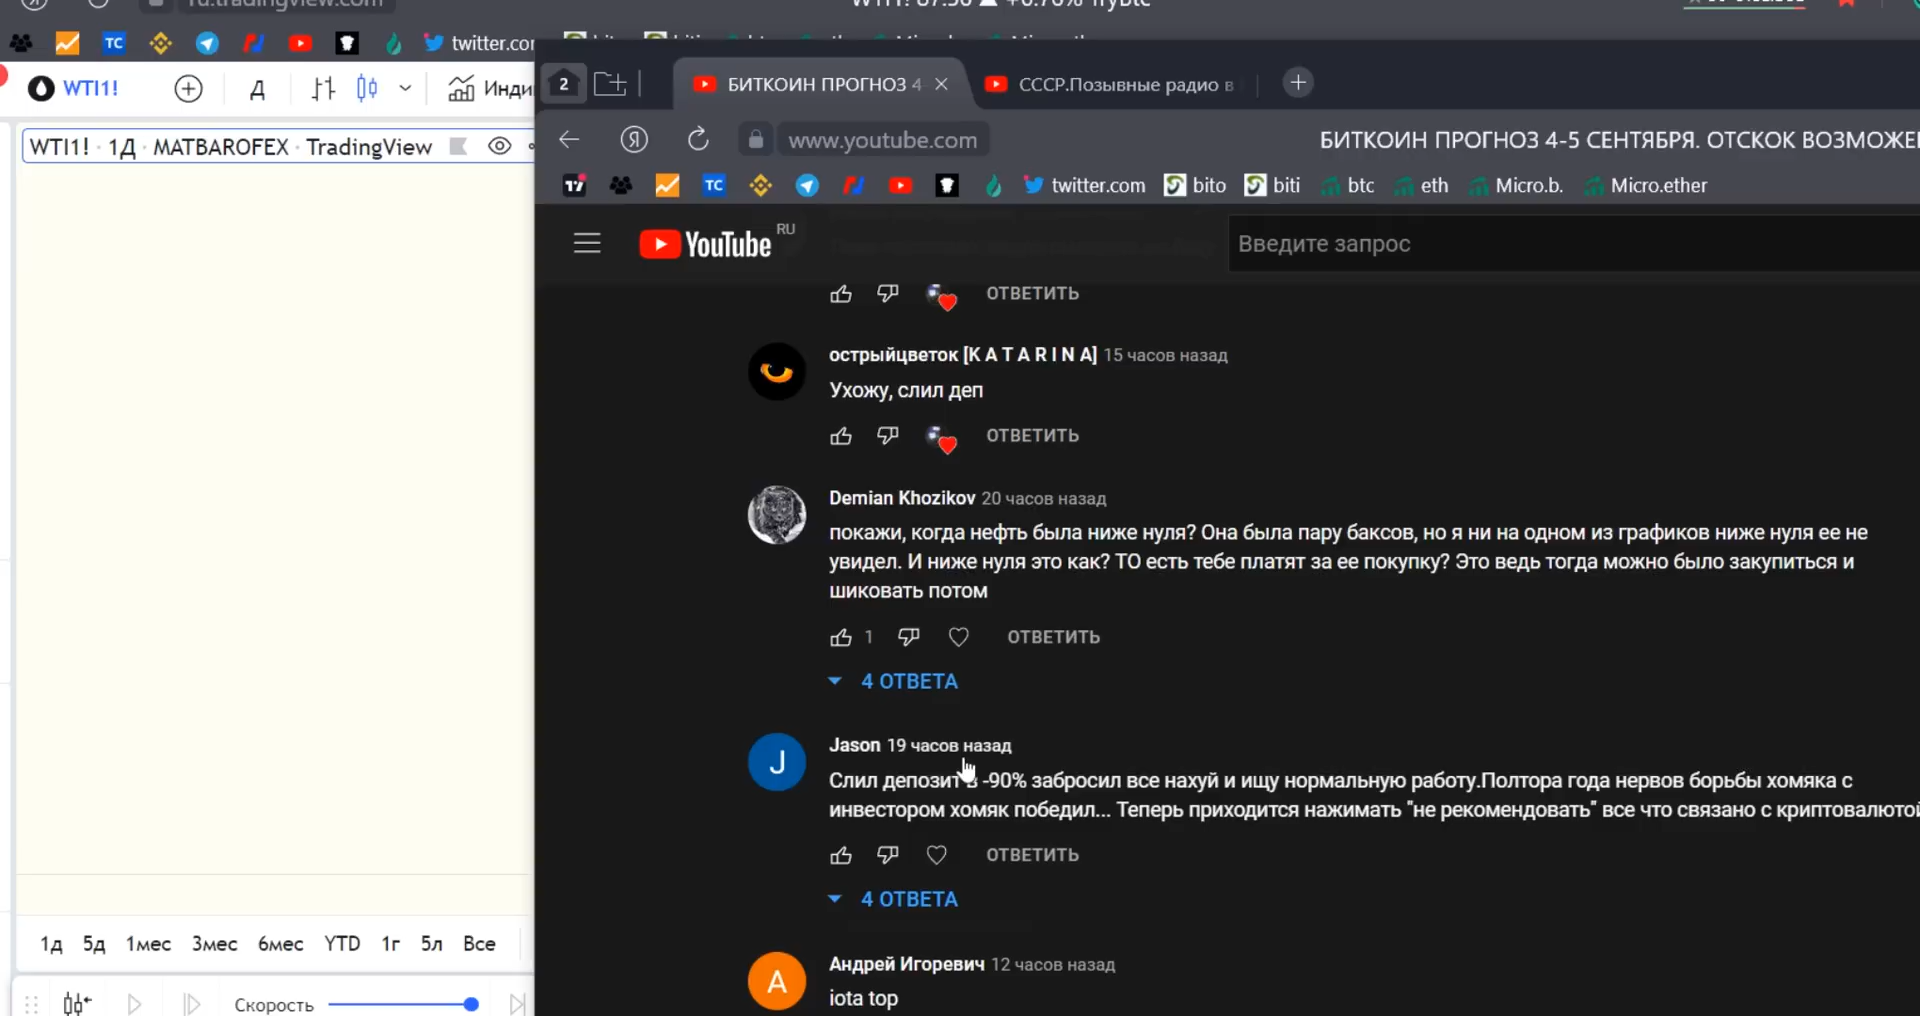 ru.tradingview.com
TC
twitter.com
WTI1!
Д
WTI1! · 1Д · MATBAROFEX · TradingView
1д 5д 1мес 3мес 6мес YTD 1г 5л Все
Скорость
2
БИТКОИН ПРОГНОЗ 4-
СССР.Позывные радио в
Я
www.youtube.com
БИТКОИН ПРОГНОЗ 4-5 СЕНТЯБРЯ. ОТСКОК
TC
twitter.com
bito
biti
btc
eth
Micro.b.
Micro.ether
YouTube RU
Введите запрос
ОТВЕТИТЬ
острыйцветок [K A T A R I N A] 15 часов назад
Ухожу, слил деп
ОТВЕТИТЬ
Demian Khozikov 20 часов назад
покажи, когда нефть была ниже нуля? Она была пару баксов, но я ни на одном из графиков ниже нуля ее не
увидел. И ниже нуля это как? ТО есть тебе платят за ее покупку? Это ведь тогда можно было закупиться и
шиковать потом
1 ОТВЕТИТЬ
4 ОТВЕТА
J
Jason 19 часов назад
Слил депозит в -90% забросил все нахуй и ищу нормальную работу.Полтора года нервов борьбы хомяка с
инвестором хомяк победил... Теперь приходится нажимать "не рекомендовать" все что связано с криптовалютой
ОТВЕТИТЬ
4 ОТВЕТА
А
Андрей Игоревич 12 часов назад
iota top